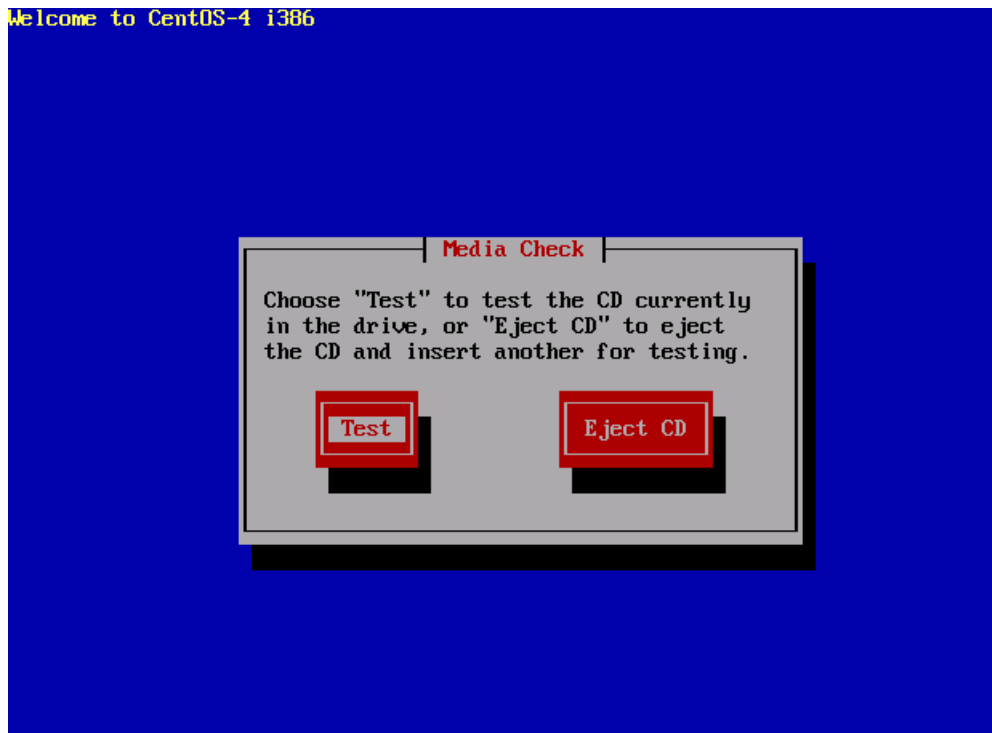 Welcome to CentOS-4 i386
Media Check
Choose "Test" to test the CD currently
in the drive, or "Eject CD" to eject
the CD and insert another for testing.
Test Eject CD